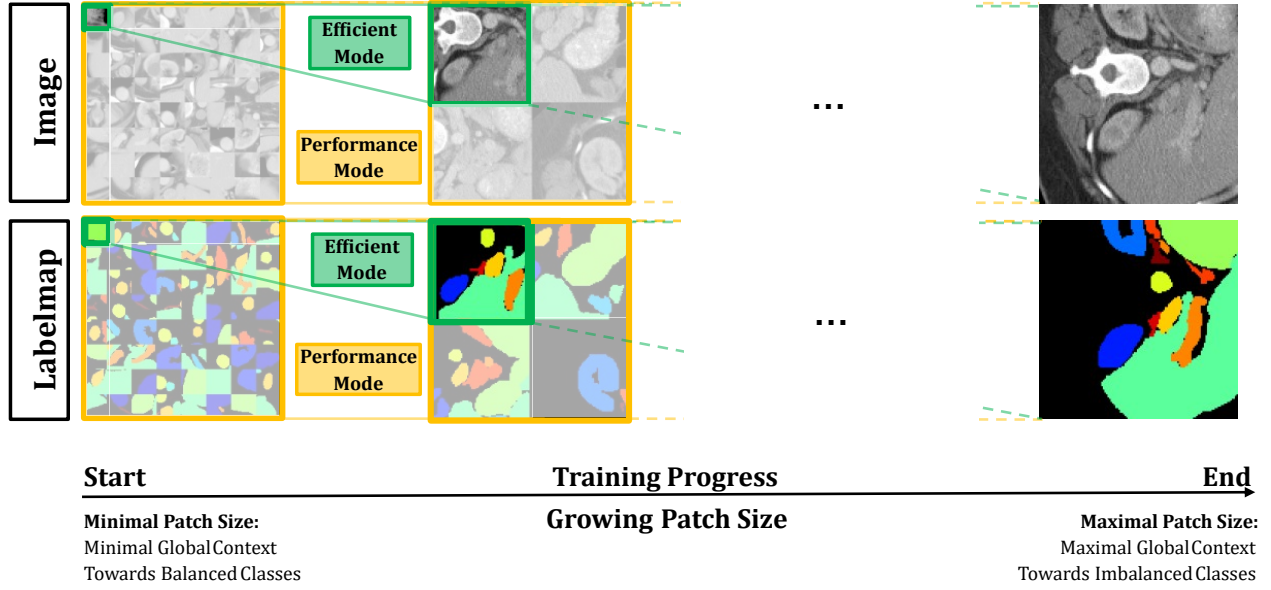 Image
Efficient
Mode
Performance
Mode
...
Labelmap
Efficient
Mode
Performance
Mode
...
Start
Training Progress
End
Growing Patch Size
Minimal Patch Size:
Minimal Global Context
Towards Balanced Classes
Maximal Patch Size:
Maximal Global Context
Towards Imbalanced Classes